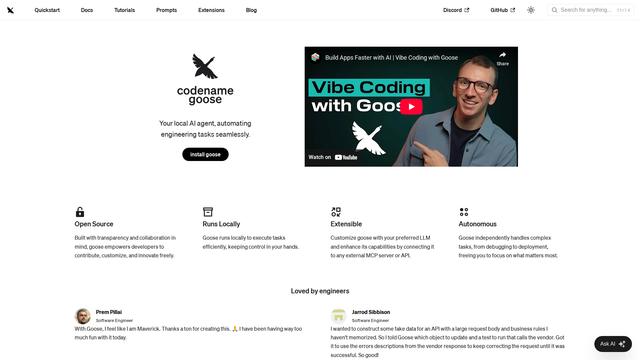 Quickstart Docs Tutorials Prompts Extensions Blog Discord GitHub Search for anything... Ctrl K
codename
goose
Your local AI agent, automating
engineering tasks seamlessly.
install goose
Build Apps Faster with AI | Vibe Coding with Goose
Share
Vibe Coding
with Goose
Watch on YouTube
Open Source
Built with transparency and collaboration in
mind, goose empowers developers to
contribute, customize, and innovate freely.
Runs Locally
Goose runs locally to execute tasks
efficiently, keeping control in your hands.
Extensible
Customize goose with your preferred LLM
and enhance its capabilities by connecting it
to any external MCP server or API.
Autonomous
Goose independently handles complex
tasks, from debugging to deployment,
freeing you to focus on what matters most.
Loved by engineers
Prem Pillai
Software Engineer
With Goose, I feel like I am Maverick. Thanks a ton for creating this. 🙏 I have been having way too
much fun with it today.
Jarrod Sibbison
Software Engineer
I wanted to construct some fake data for an API with a large request body and business rules I
haven't memorized. So I told Goose which object to update and a test to run that calls the vendor. Got
it to use the errors descriptions from the vendor response to keep correcting the request until it was
successful. So good!
Ask AI